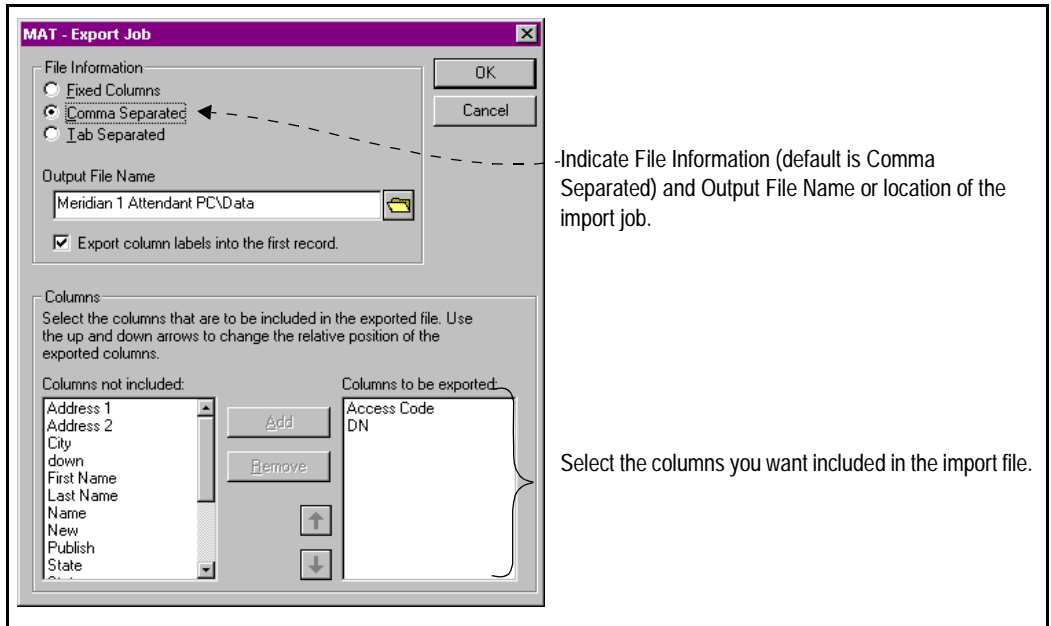 MAT - Export Job
File Information
Fixed Columns
Comma Separated
Tab Separated
Output File Name
Meridian 1 Attendant PC\Data
Export column labels into the first record.
OK
Cancel
Indicate File Information (default is Comma
Separated) and Output File Name or location of the
import job.
Columns
Select the columns that are to be included in the exported file. Use
the up and down arrows to change the relative position of the
exported columns.
Columns not included:
Address 1
Address 2
City
down
First Name
Last Name
Name
New
Publish
State
Add
Remove
Columns to be exported:
Access Code
DN
Select the columns you want included in the import file.